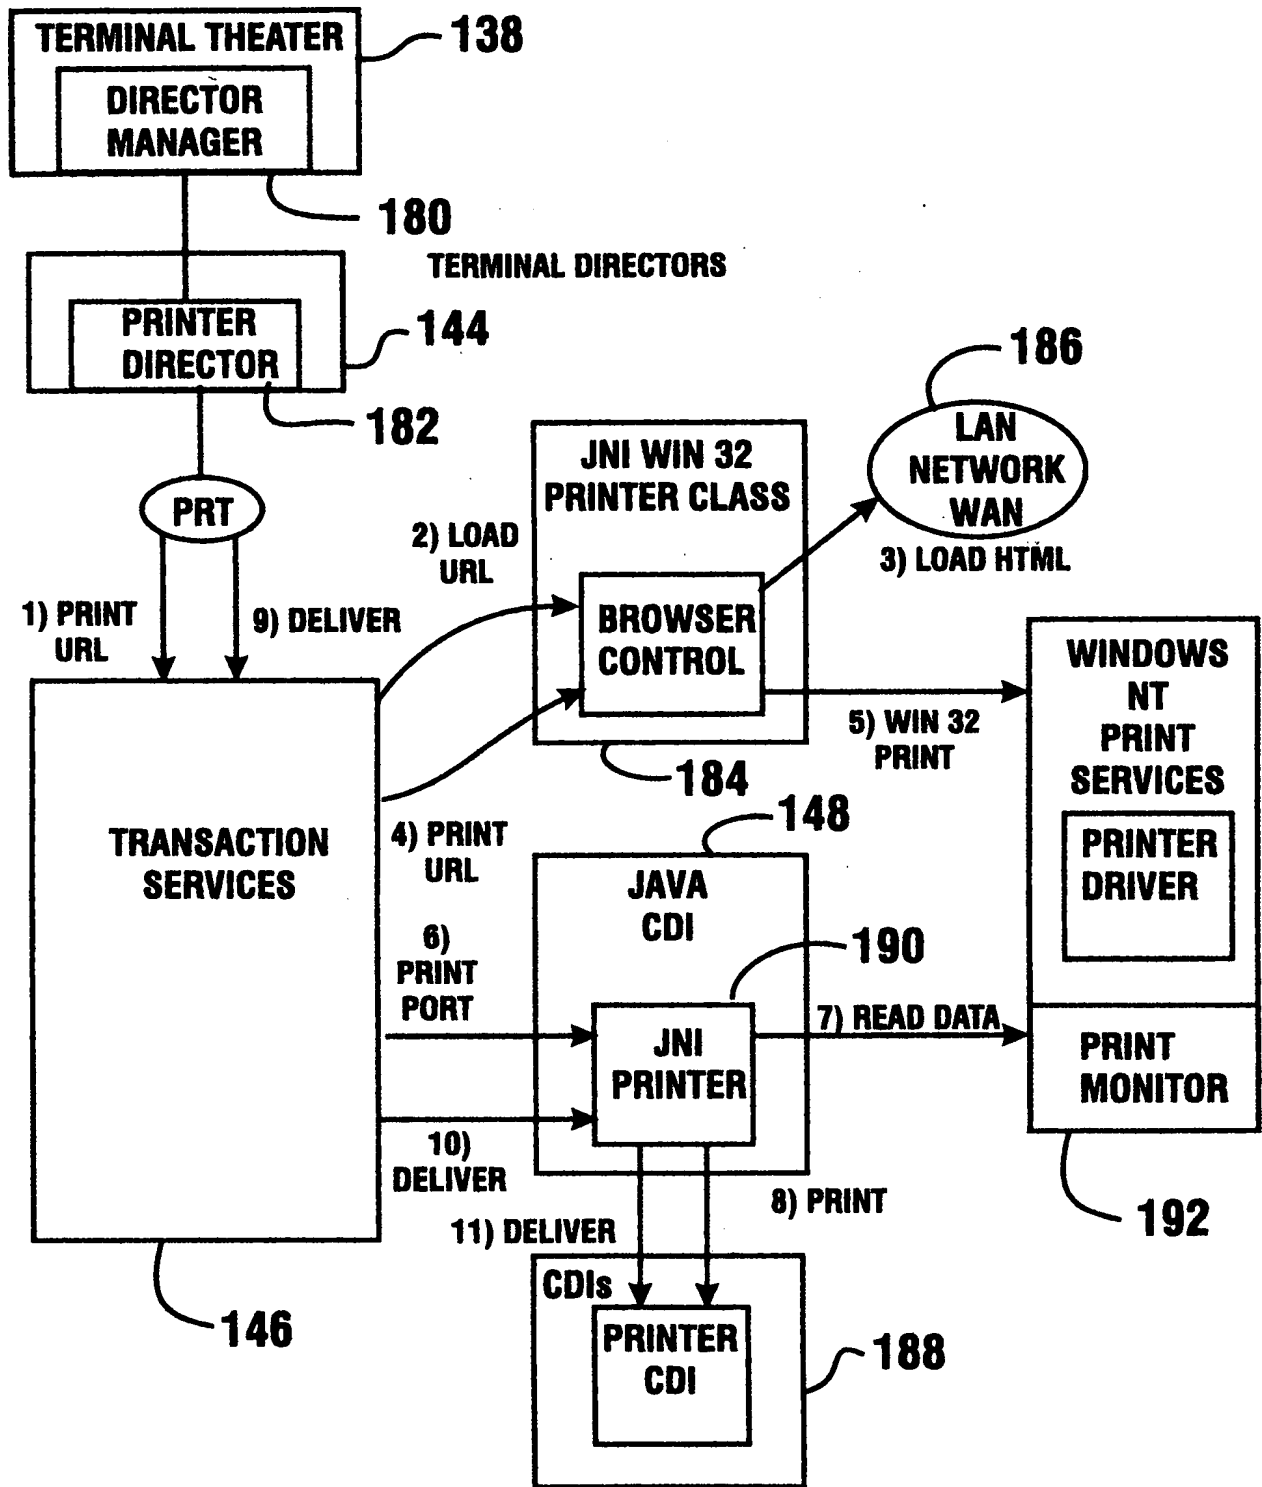 TERMINAL THEATER
138
DIRECTOR
MANAGER
180
TERMINAL DIRECTORS
PRINTER
DIRECTOR
144
182
PRT
1) PRINT
URL
9) DELIVER
2) LOAD
URL
JNI WIN 32
PRINTER CLASS
BROWSER
CONTROL
184
186
LAN
NETWORK
WAN
3) LOAD HTML
4) PRINT
URL
5) WIN 32
PRINT
WINDOWS
NT
PRINT
SERVICES
PRINTER
DRIVER
TRANSACTION
SERVICES
146
148
JAVA
CDI
6)
PRINT
PORT
190
JNI
PRINTER
7) READ DATA
PRINT
MONITOR
192
10)
DELIVER
8) PRINT
11) DELIVER
CDIs
PRINTER
CDI
188